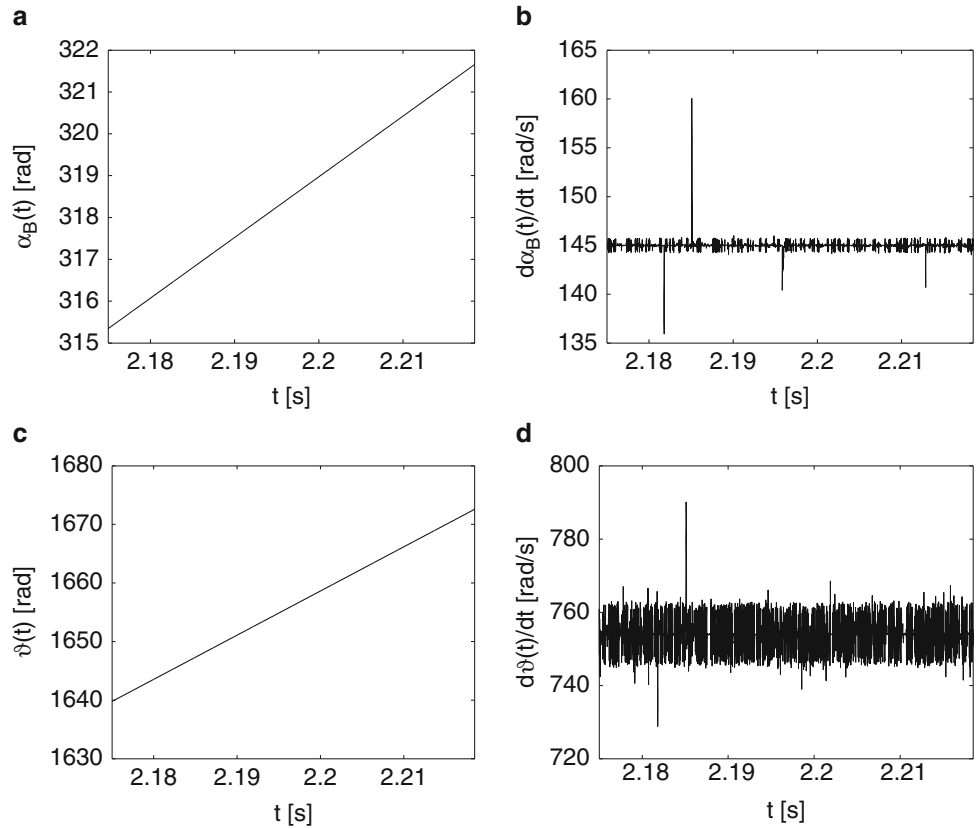 a
322
321
320
319
318
317
316
315
α_B(t) [rad]
2.18 2.19 2.2 2.21
t [s]
b
165
160
155
150
145
140
135
dα_B(t)/dt [rad/s]
2.18 2.19 2.2 2.21
t [s]
c
1680
1670
1660
1650
1640
1630
ϑ(t) [rad]
2.18 2.19 2.2 2.21
t [s]
d
800
780
760
740
720
dϑ(t)/dt [rad/s]
2.18 2.19 2.2 2.21
t [s]